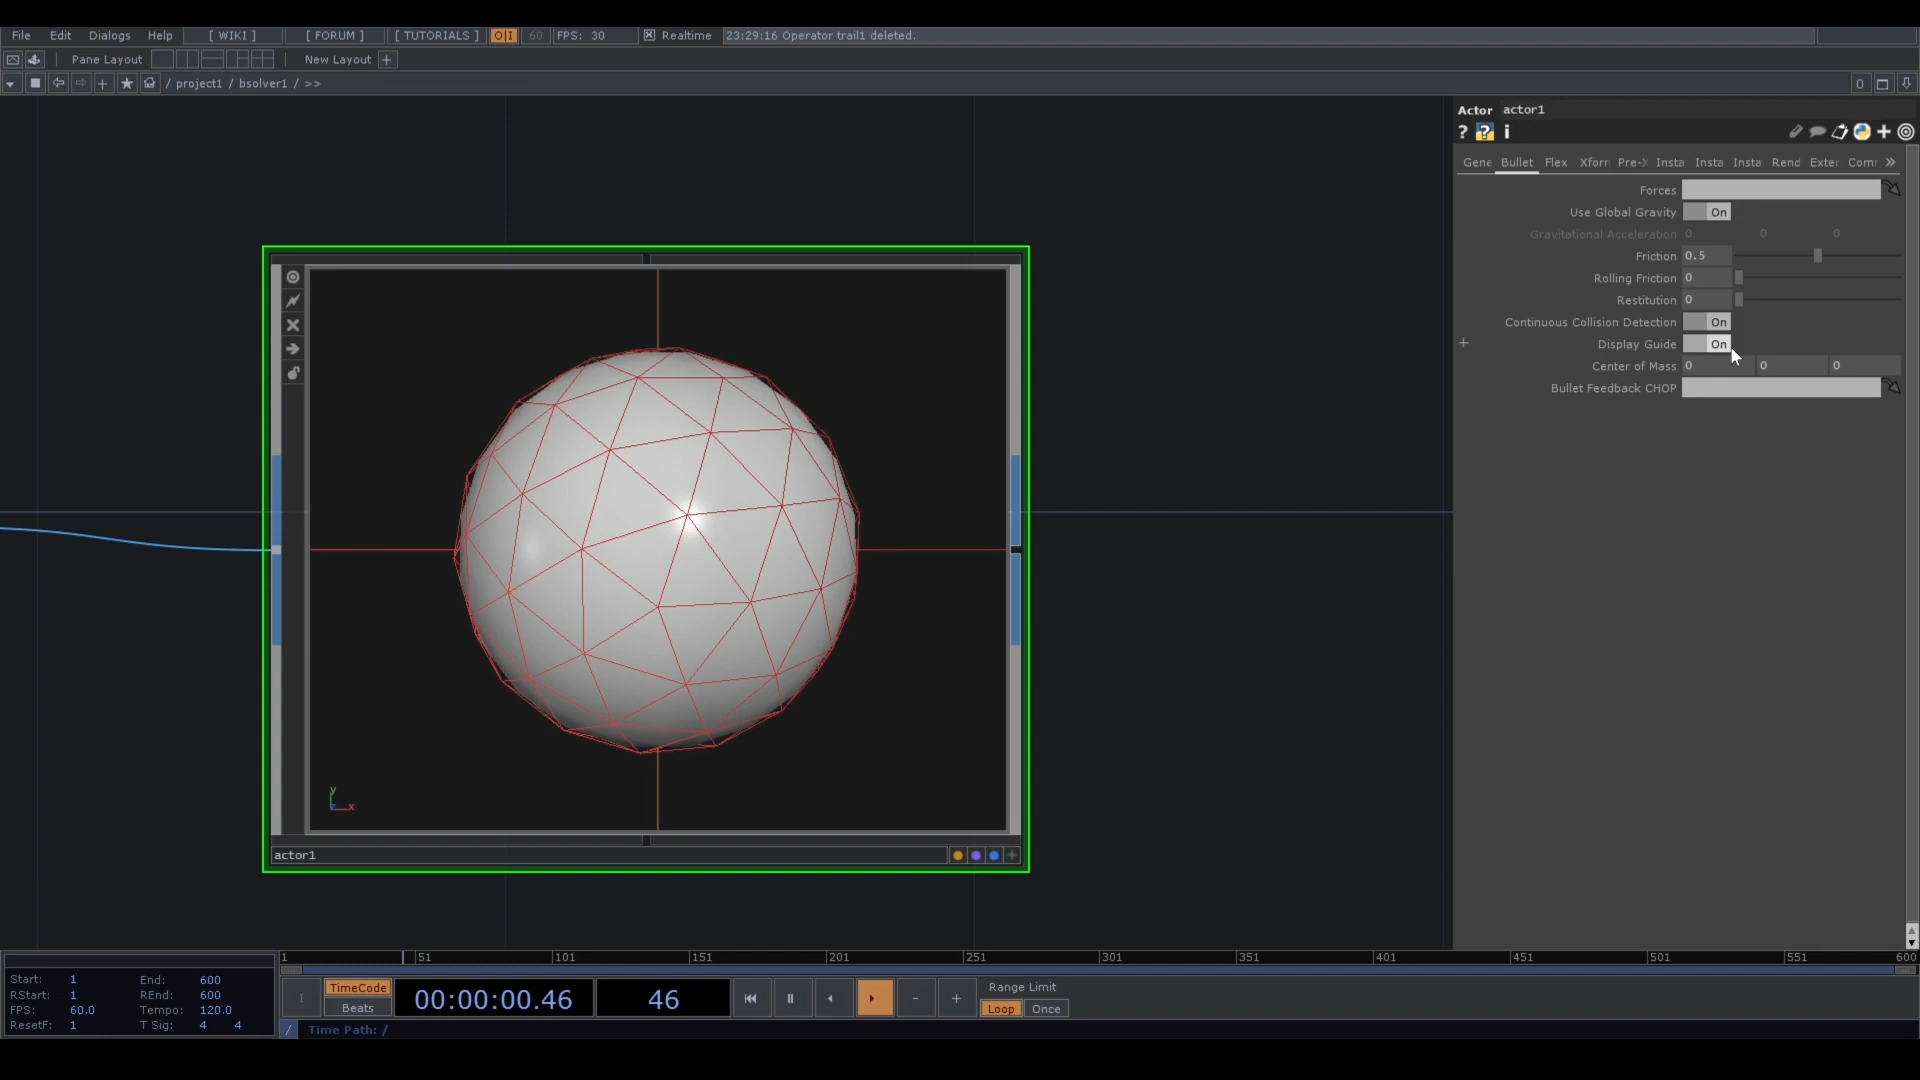 File Edit Dialogs Help [ WIKI ] [ FORUM ] [ TUTORIALS ] O|I 60 FPS: 30 Realtime 23:29:16 Operator trail1 deleted.
Pane Layout New Layout +
/ project1 / bsolver1 / >> 0
Actor actor1
? ? i
Gene Bullet Flex Xforr Pre-X Insta Insta Insta Rend Exter Com
Forces
Use Global Gravity On
Gravitational Acceleration 0 0 0
Friction 0.5
Rolling Friction 0
Restitution 0
Continuous Collision Detection On
+ Display Guide On
Center of Mass 0 0 0
Bullet Feedback CHOP
y
x
actor1
1 51 101 151 201 251 301 351 401 451 501 551 600
Start: 1 End: 600
RStart: 1 REnd: 600
FPS: 60.0 Tempo: 120.0
ResetF: 1 T Sig: 4 4
TimeCode
Beats
00:00:00.46 46
- +
Range Limit
Loop Once
/ Time Path: /